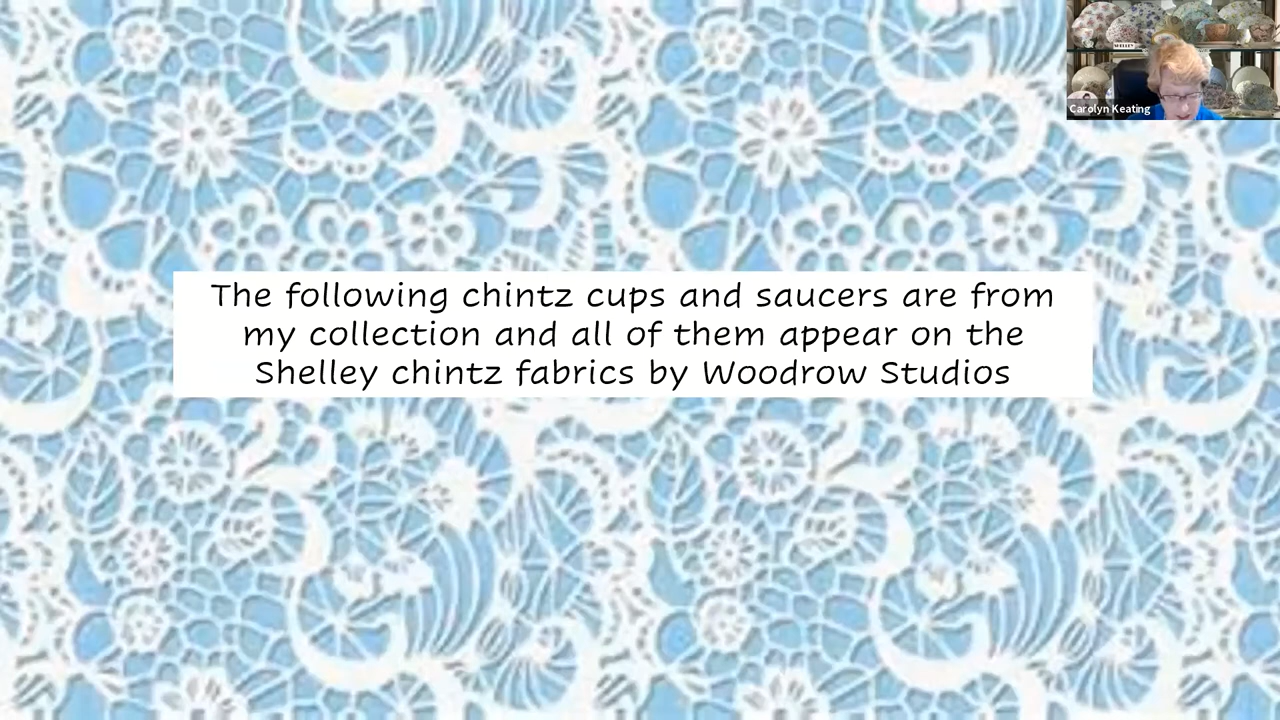 SHELLEY
Carolyn Keating
The following chintz cups and saucers are from
my collection and all of them appear on the
Shelley chintz fabrics by Woodrow Studios